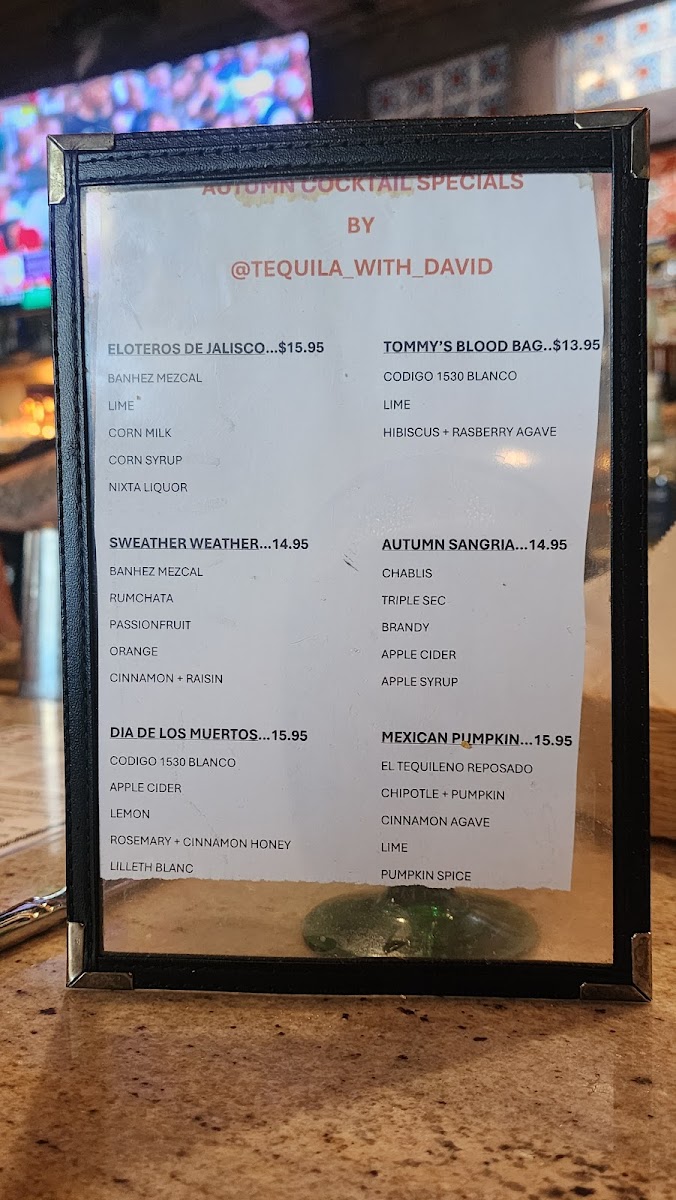 AUTUMN COCKTAIL SPECIALS
BY
@TEQUILA_WITH_DAVID
ELOTEROS DE JALISCO...$15.95
BANHEZ MEZCAL
LIME
CORN MILK
CORN SYRUP
NIXTA LIQUOR
TOMMY'S BLOOD BAG..$13.95
CODIGO 1530 BLANCO
LIME
HIBISCUS + RASBERRY AGAVE
SWEATHER WEATHER...14.95
BANHEZ MEZCAL
RUMCHATA
PASSIONFRUIT
ORANGE
CINNAMON + RAISIN
AUTUMN SANGRIA...14.95
CHABLIS
TRIPLE SEC
BRANDY
APPLE CIDER
APPLE SYRUP
DIA DE LOS MUERTOS...15.95
CODIGO 1530 BLANCO
APPLE CIDER
LEMON
ROSEMARY + CINNAMON HONEY
LILLETH BLANC
MEXICAN PUMPKIN...15.95
EL TEQUILENO REPOSADO
CHIPOTLE + PUMPKIN
CINNAMON AGAVE
LIME
PUMPKIN SPICE